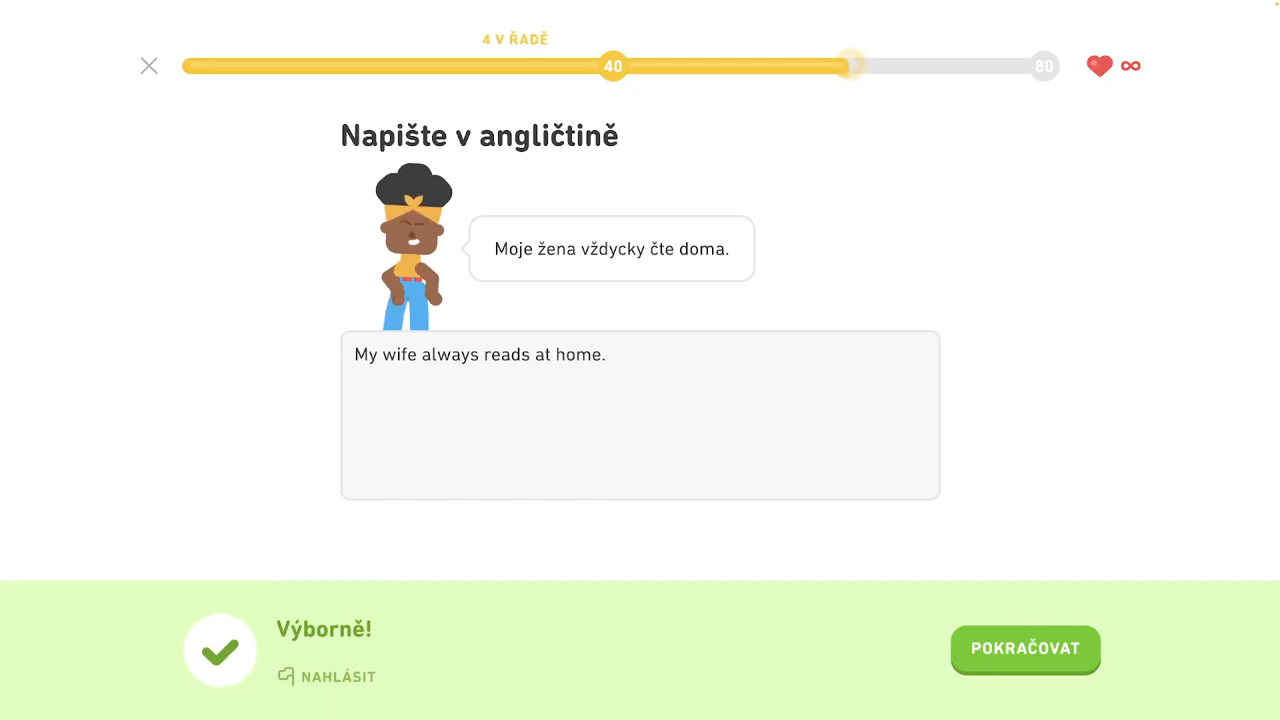 4 V ŘADĚ
40
80
∞
Napište v angličtině
Moje žena vždycky čte doma.
My wife always reads at home.
Výborně!
NAHLÁSIT
POKRAČOVAT